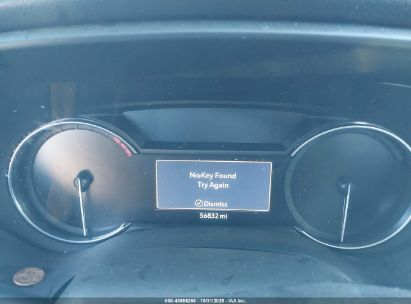 No Key Found
Try Again
Dismiss
56832 mi